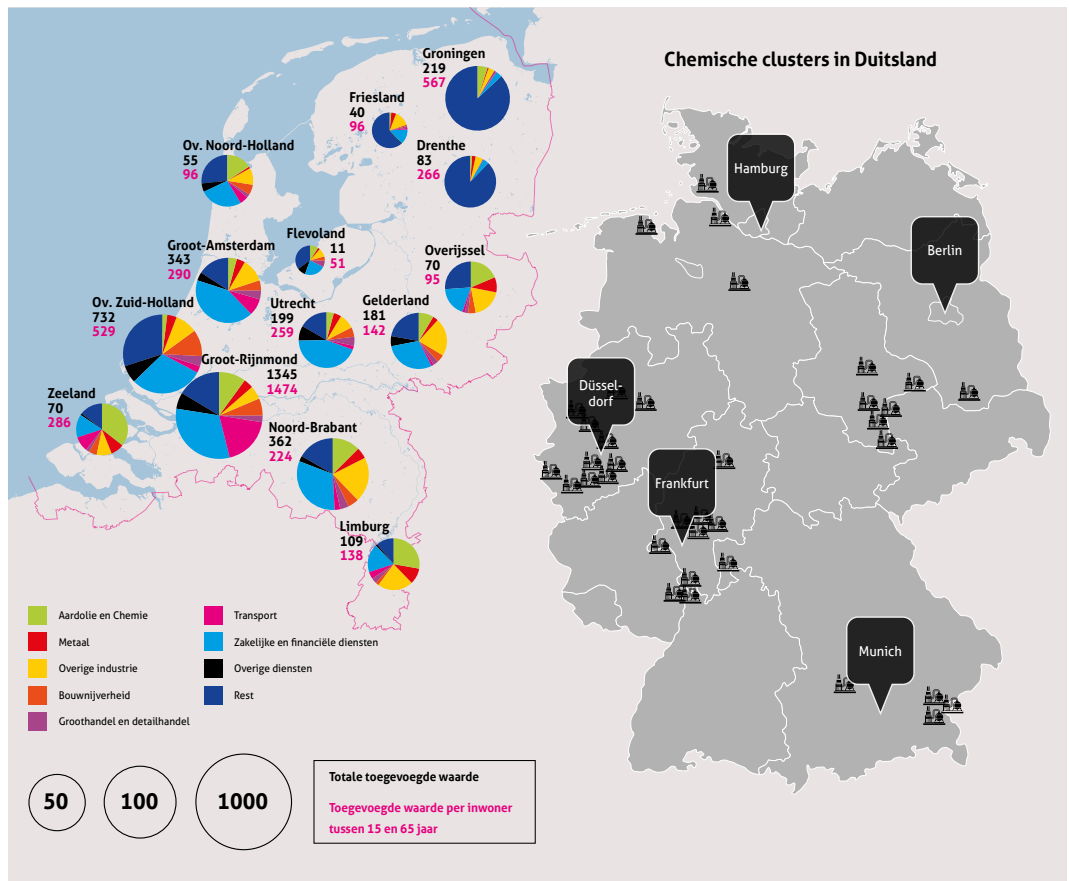 Groningen
219
567
Friesland
40
96
Drenthe
83
266
Ov. Noord-Holland
55
96
Flevoland
11
51
Groot-Amsterdam
343
290
Overijssel
70
95
Ov. Zuid-Holland
732
529
Utrecht
199
259
Gelderland
181
142
Groot-Rijnmond
1345
1474
Zeeland
70
286
Noord-Brabant
362
224
Limburg
109
138
Aardolie en Chemie
Metaal
Overige industrie
Bouwnijverheid
Groothandel en detailhandel
Transport
Zakelijke en financiële diensten
Overige diensten
Rest
50
100
1000
Totale toegevoegde waarde
Toegevoegde waarde per inwoner
tussen 15 en 65 jaar
Chemische clusters in Duitsland
Hamburg
Berlin
Düssel-
dorf
Frankfurt
Munich